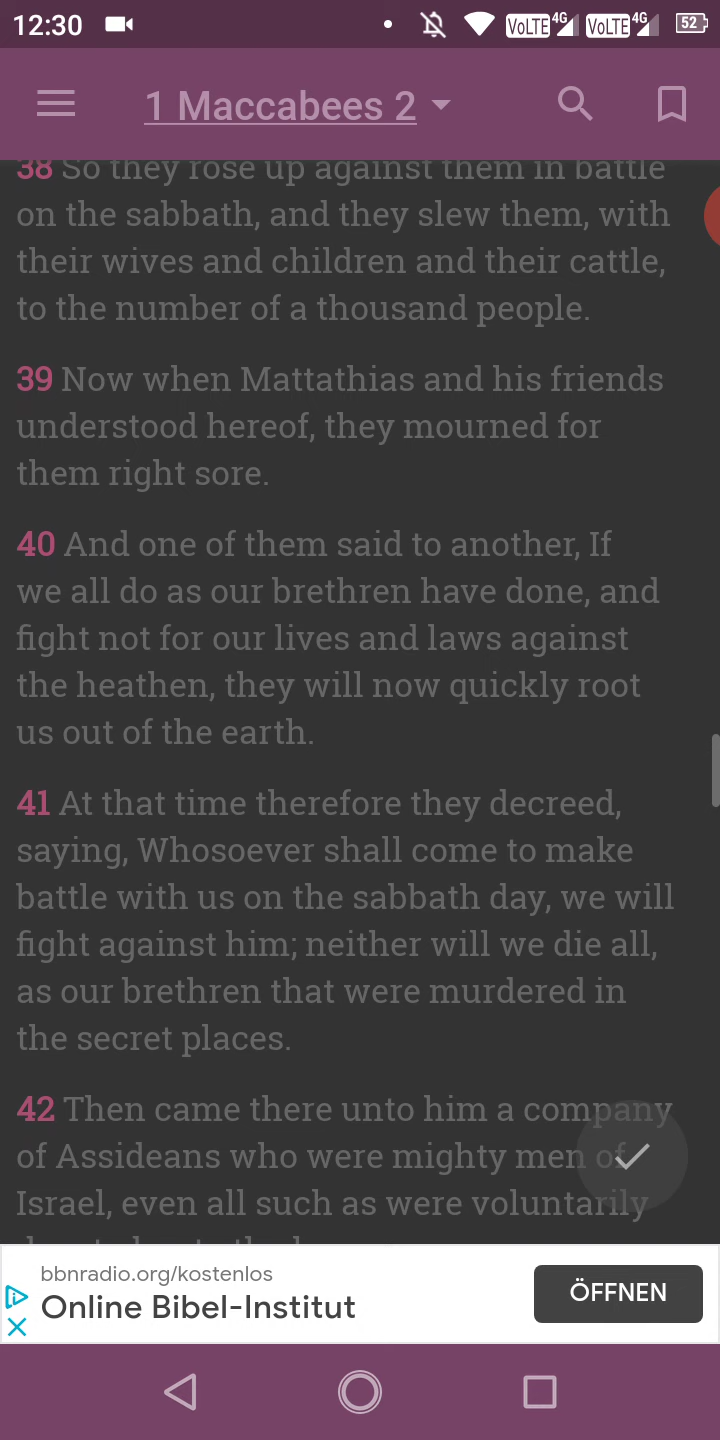 12:30 VoLTE 4G VoLTE 4G 52
1 Maccabees 2
38 So they rose up against them in battle
on the sabbath, and they slew them, with
their wives and children and their cattle,
to the number of a thousand people.
39 Now when Mattathias and his friends
understood hereof, they mourned for
them right sore.
40 And one of them said to another, If
we all do as our brethren have done, and
fight not for our lives and laws against
the heathen, they will now quickly root
us out of the earth.
41 At that time therefore they decreed,
saying, Whosoever shall come to make
battle with us on the sabbath day, we will
fight against him; neither will we die all,
as our brethren that were murdered in
the secret places.
42 Then came there unto him a company
of Assideans who were mighty men of
Israel, even all such as were voluntarily
bbnradio.org/kostenlos
Online Bibel-Institut
ÖFFNEN